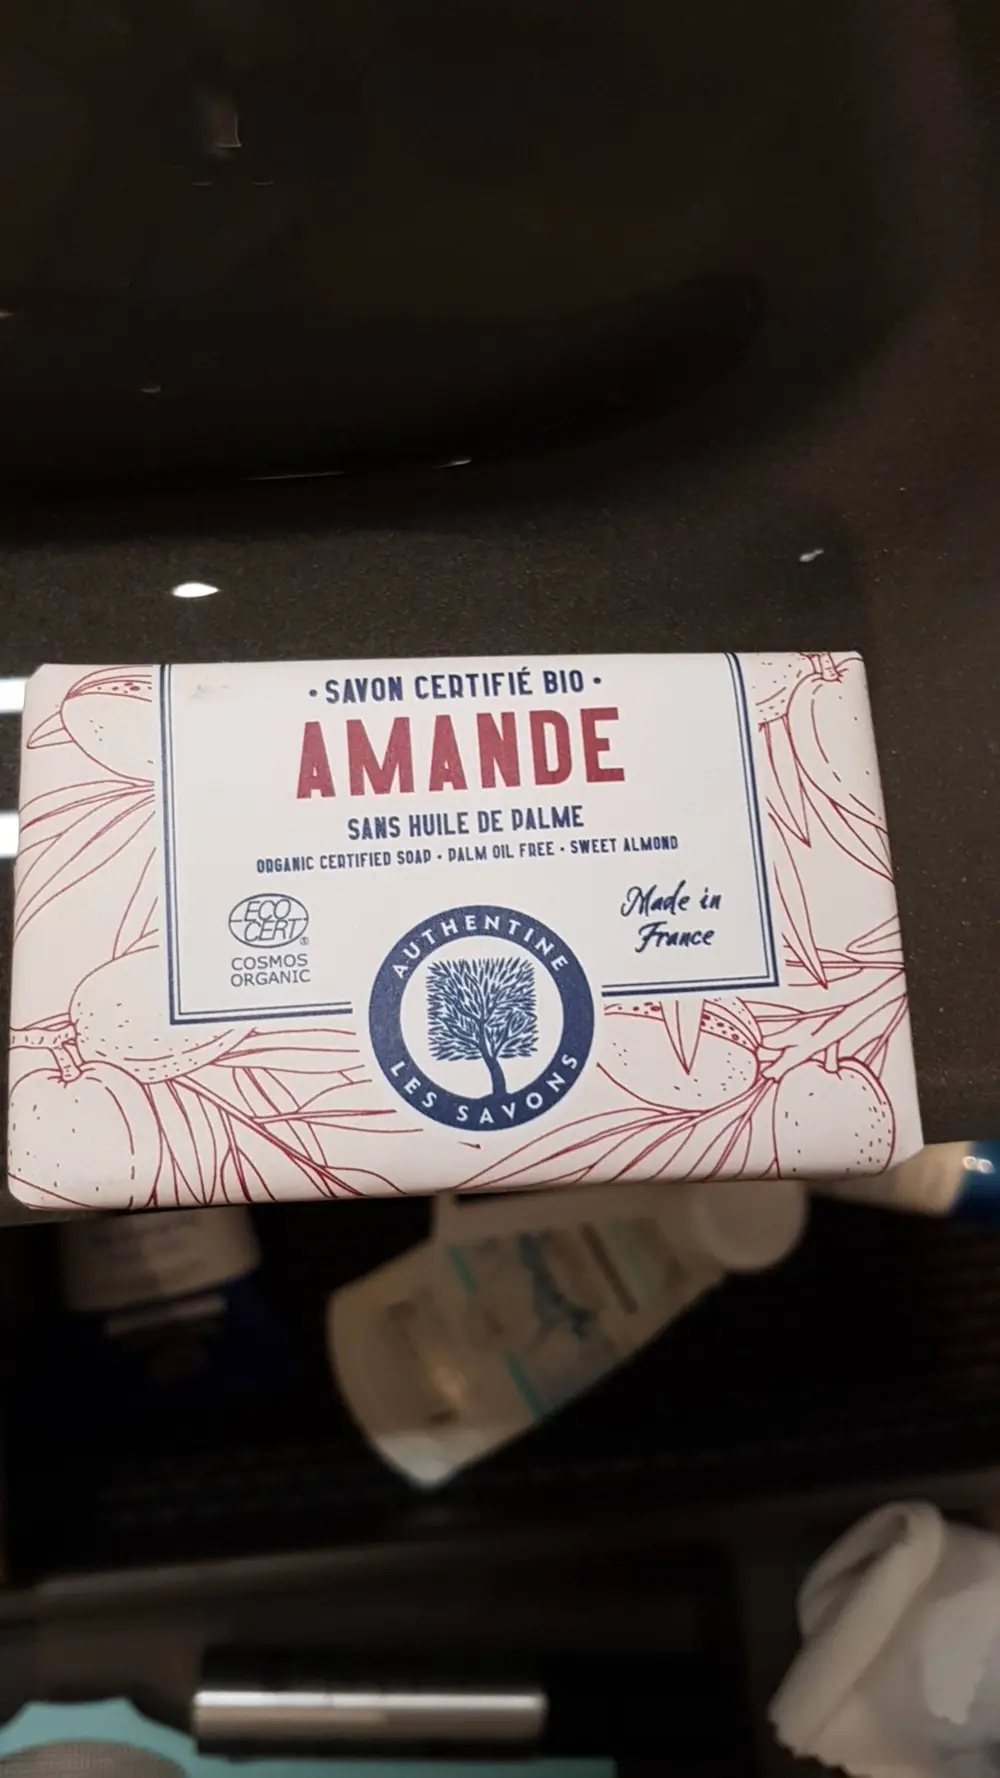 • SAVON CERTIFIÉ BIO •
AMANDE
SANS HUILE DE PALME
ORGANIC CERTIFIED SOAP • PALM OIL FREE • SWEET ALMOND
ECO
CERT®
COSMOS
ORGANIC
Made in
France
AUTHENTINE
LES SAVONS